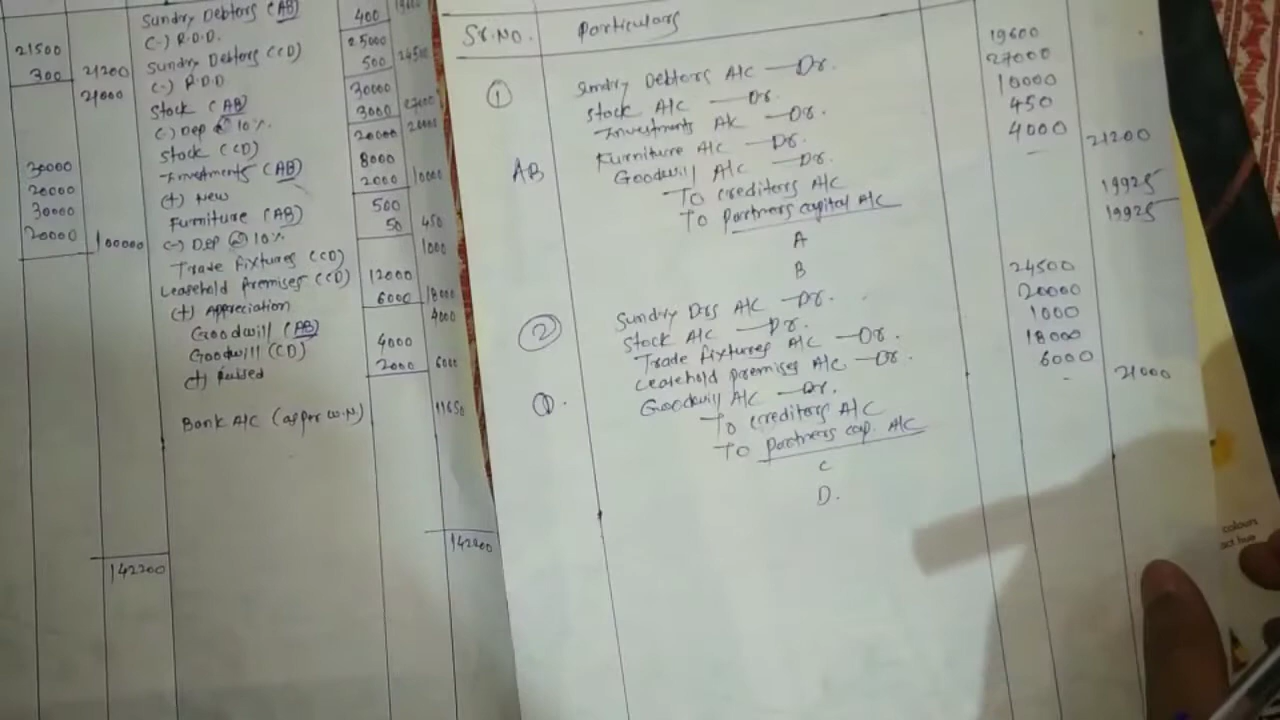 Sundry Debtors (AB)
400
21500
(-) R.D.D.
25000
300 21200
Sundry Debtors (CD)
500 24500
21000
(-) R.D.D
30000
Stock (AB)
3000 27000
(-) Dep @ 10%
20000 20000
30000
Stock (CD)
8000
20000
Investments (AB)
2000 10000
30000
(+) New
500
20000 100000
Furniture (AB)
50 450
(-) Dep @ 10%
1000
Trade fixtures (CD)
12000
Leasehold premises (CD)
6000 18000
(+) Appreciation
4000
Goodwill (AB)
4000
Goodwill (CD)
2000 6000
(+) Raised
Bank A/C (as per W.N)
11650
142200
142200
Sr.No. Particulars
① Sundry Debtors A/c — Dr. 19600
Stock A/c — Dr. 27000
Investments A/c — Dr. 10000
Furniture A/c — Dr. 450
AB Goodwill A/c — Dr. 4000
To creditors A/c 21200
To Partners capital A/c
A 19925
B 19925
② Sundry Drs A/c — Dr. 24500
Stock A/c — Dr. 20000
Trade fixtures A/c — Dr. 1000
Leasehold premises A/c — Dr. 18000
Goodwill A/c — Dr. 6000
To creditors A/c 21000
To Partners cap. A/c
C
D.
colours